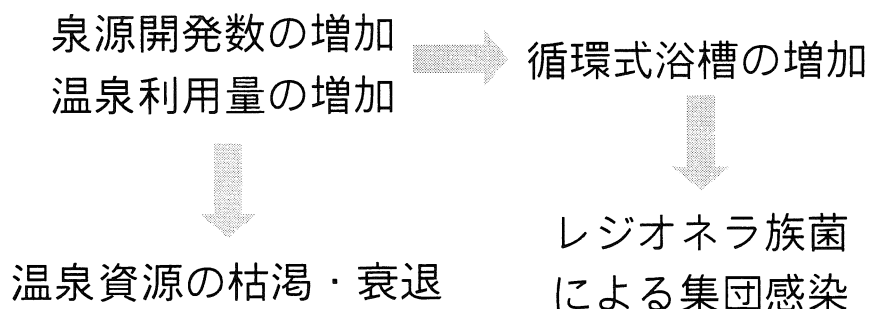 泉源開発数の増加
温泉利用量の増加
循環式浴槽の増加
温泉資源の枯渇・衰退
レジオネラ族菌
による集団感染